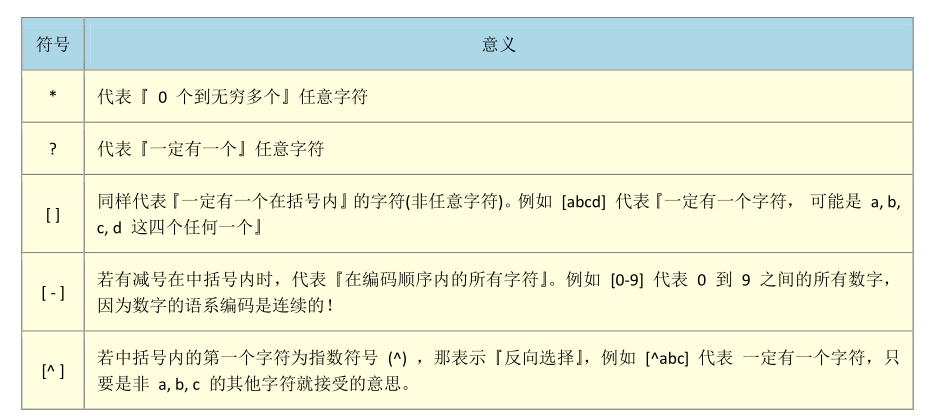 符号 意义
* 代表『 0 个到无穷多个』任意字符
? 代表『一定有一个』任意字符
[ ] 同样代表『一定有一个在括号内』的字符(非任意字符)。例如 [abcd] 代表『一定有一个字符， 可能是 a, b,
c, d 这四个任何一个』
[ - ] 若有减号在中括号内时，代表『在编码顺序内的所有字符』。例如 [0-9] 代表 0 到 9 之间的所有数字，
因为数字的语系编码是连续的！
[^ ] 若中括号内的第一个字符为指数符号 (^) ，那表示『反向选择』，例如 [^abc] 代表 一定有一个字符，只
要是非 a, b, c 的其他字符就接受的意思。